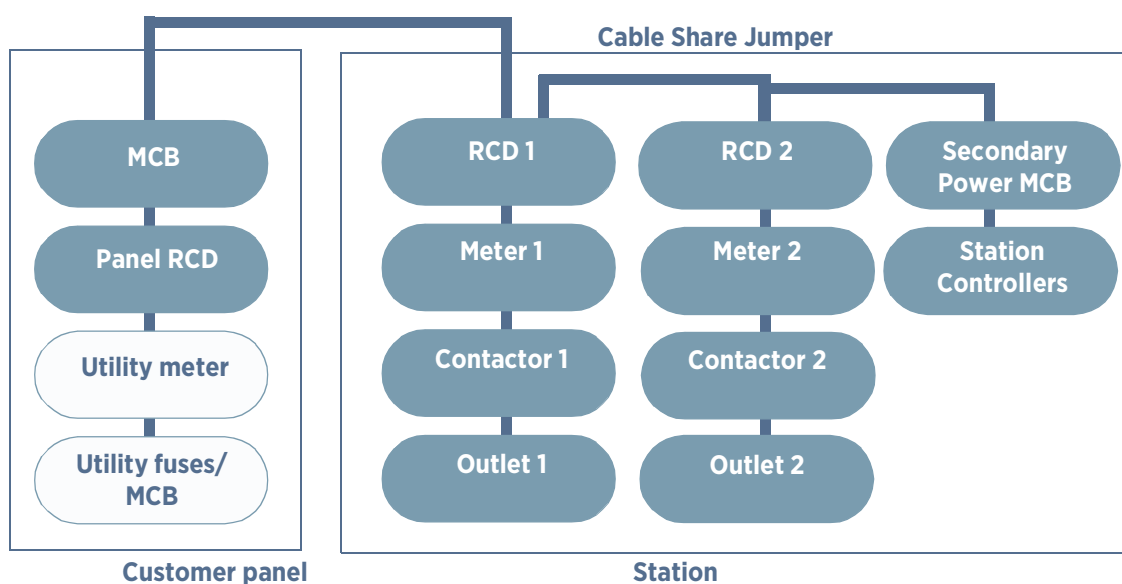 Cable Share Jumper
MCB
Panel RCD
Utility meter
Utility fuses/
MCB
Customer panel
RCD 1
Meter 1
Contactor 1
Outlet 1
RCD 2
Meter 2
Contactor 2
Outlet 2
Secondary
Power MCB
Station
Controllers
Station